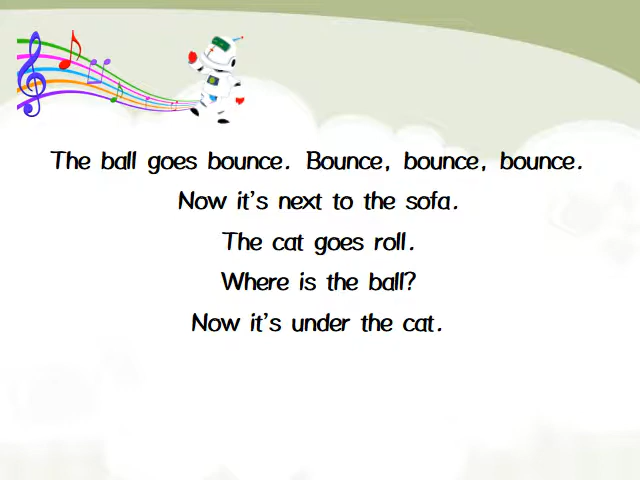 The ball goes bounce. Bounce, bounce, bounce.
Now it's next to the sofa.
The cat goes roll.
Where is the ball?
Now it's under the cat.